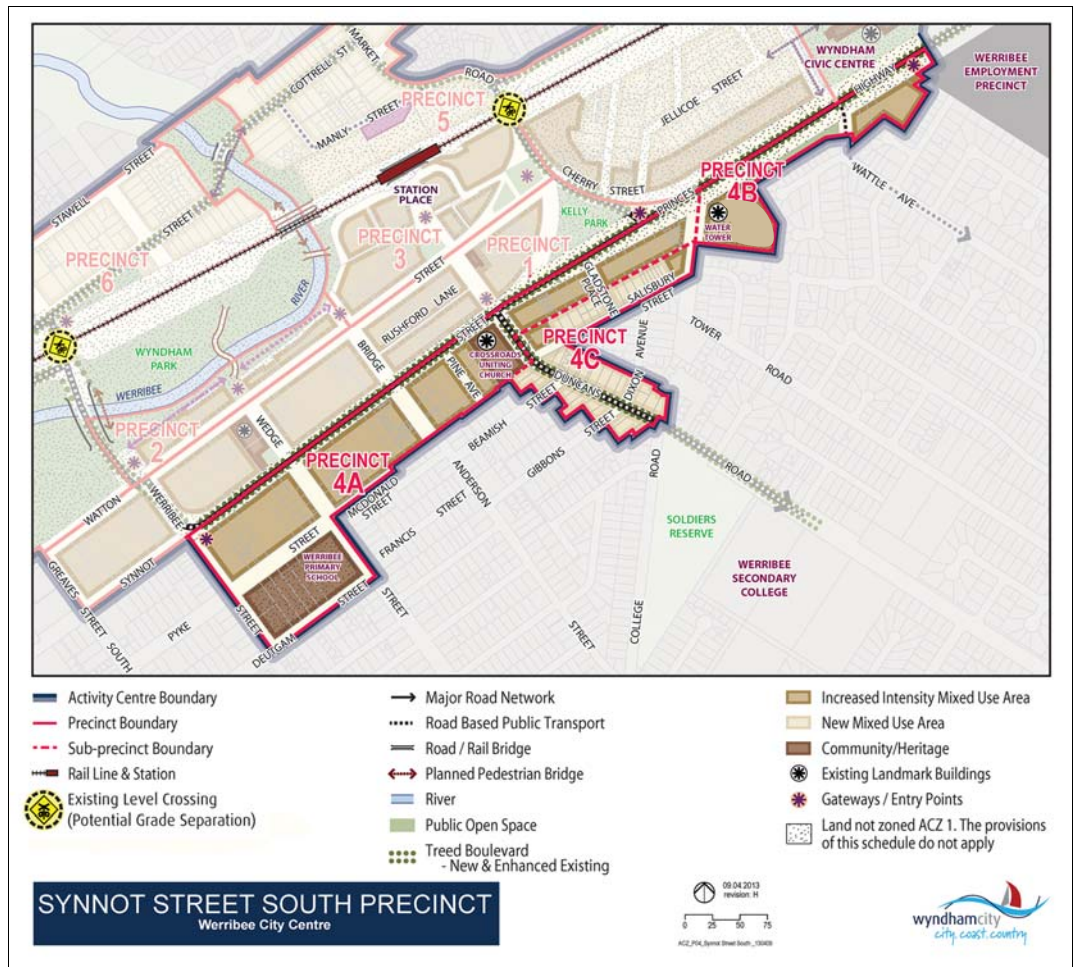 MARKET
COTTRELL ST
ROAD
WYNDHAM
CIVIC CENTRE
HIGHWAY
WERRIBEE
EMPLOYMENT
PRECINCT
PRECINCT
5
MANLY STREET
JELLICOE STREET
STAWELL STREET
STREET
STATION
PLACE
CHERRY STREET
PRINCES
PRECINCT
4B
WATTLE AVE
KELLY
PARK
WATER
TOWER
PRECINCT
6
PRECINCT
3
STREET
PRECINCT
1
RIVER
RUSHFORD LANE
GLADSTONE
PLACE
SALISBURY
STREET
WYNDHAM
PARK
BRIDGE
STREET
CROSSROADS
UNITING
CHURCH
PRECINCT
4C
AVENUE
TOWER
ROAD
WERRIBEE
PINE AVE
DUNCANS
DIXON
PRECINCT
2
WEDGE
BEAMISH STREET
GIBBONS STREET
PRECINCT
4A
ANDERSON
ROAD
ROAD
WATTON
WERRIBEE
MCDONALD
STREET
FRANCIS STREET
SOLDIERS
RESERVE
SYNNOT
STREET
WERRIBEE
PRIMARY
SCHOOL
WERRIBEE
SECONDARY
COLLEGE
GREAVES
STREET
SOUTH
PYKE
STREET
DEUTGAM
STREET
STREET
STREET
COLLEGE
Activity Centre Boundary
Precinct Boundary
Sub-precinct Boundary
Rail Line & Station
Existing Level Crossing
(Potential Grade Separation)
Major Road Network
Road Based Public Transport
Road / Rail Bridge
Planned Pedestrian Bridge
River
Public Open Space
Treed Boulevard
- New & Enhanced Existing
Increased Intensity Mixed Use Area
New Mixed Use Area
Community/Heritage
Existing Landmark Buildings
Gateways / Entry Points
Land not zoned ACZ 1. The provisions
of this schedule do not apply
SYNNOT STREET SOUTH PRECINCT
Werribee City Centre
09.04.2013
revision: H
0 25 50 75
ACZ_P04_Synnot Street South _130409
wyndhamcity
city. coast. country